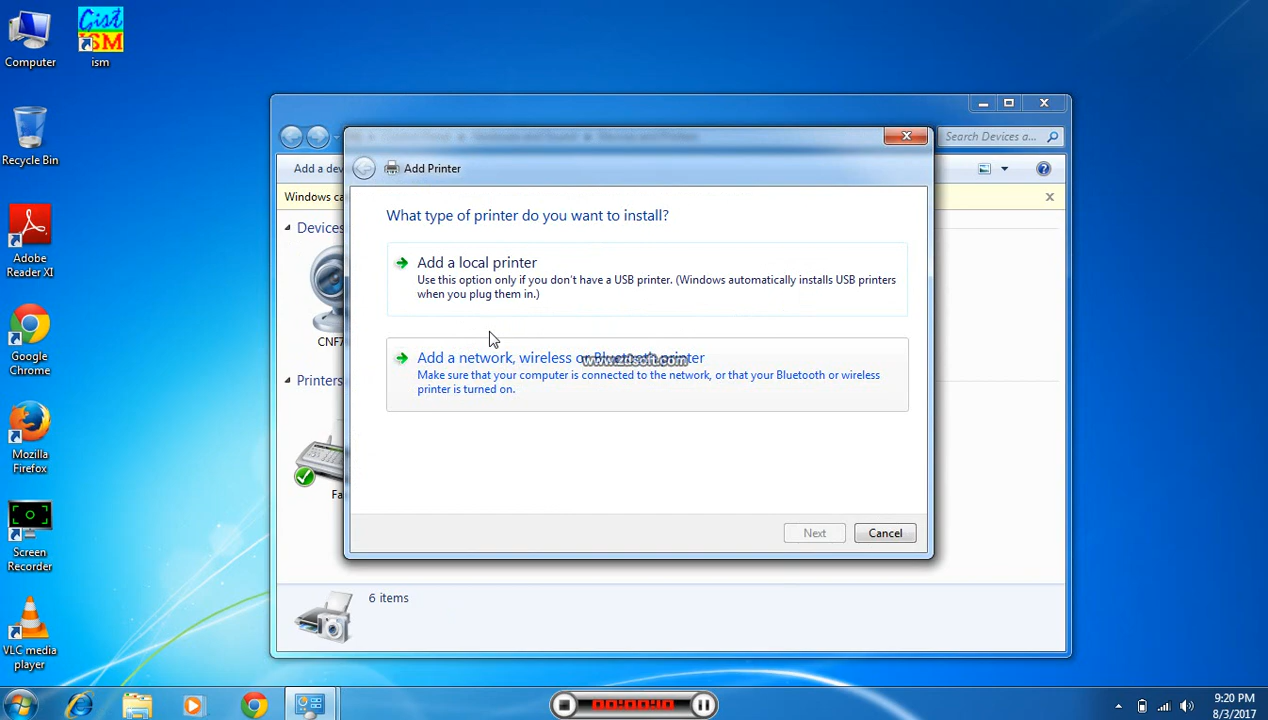 Gist
ISM
Computer
ism
Recycle Bin
Adobe
Reader XI
Google
Chrome
Mozilla
Firefox
Screen
Recorder
VLC media
player
Search Devices a...
Add a dev
Add Printer
Windows ca
Devices
CNF7
Printers
Fa
What type of printer do you want to install?
Add a local printer
Use this option only if you don't have a USB printer. (Windows automatically installs USB printers
when you plug them in.)
Add a network, wireless or Bluetooth printer
www.zdsoft.com
Make sure that your computer is connected to the network, or that your Bluetooth or wireless
printer is turned on.
Next
Cancel
6 items
9:20 PM
8/3/2017